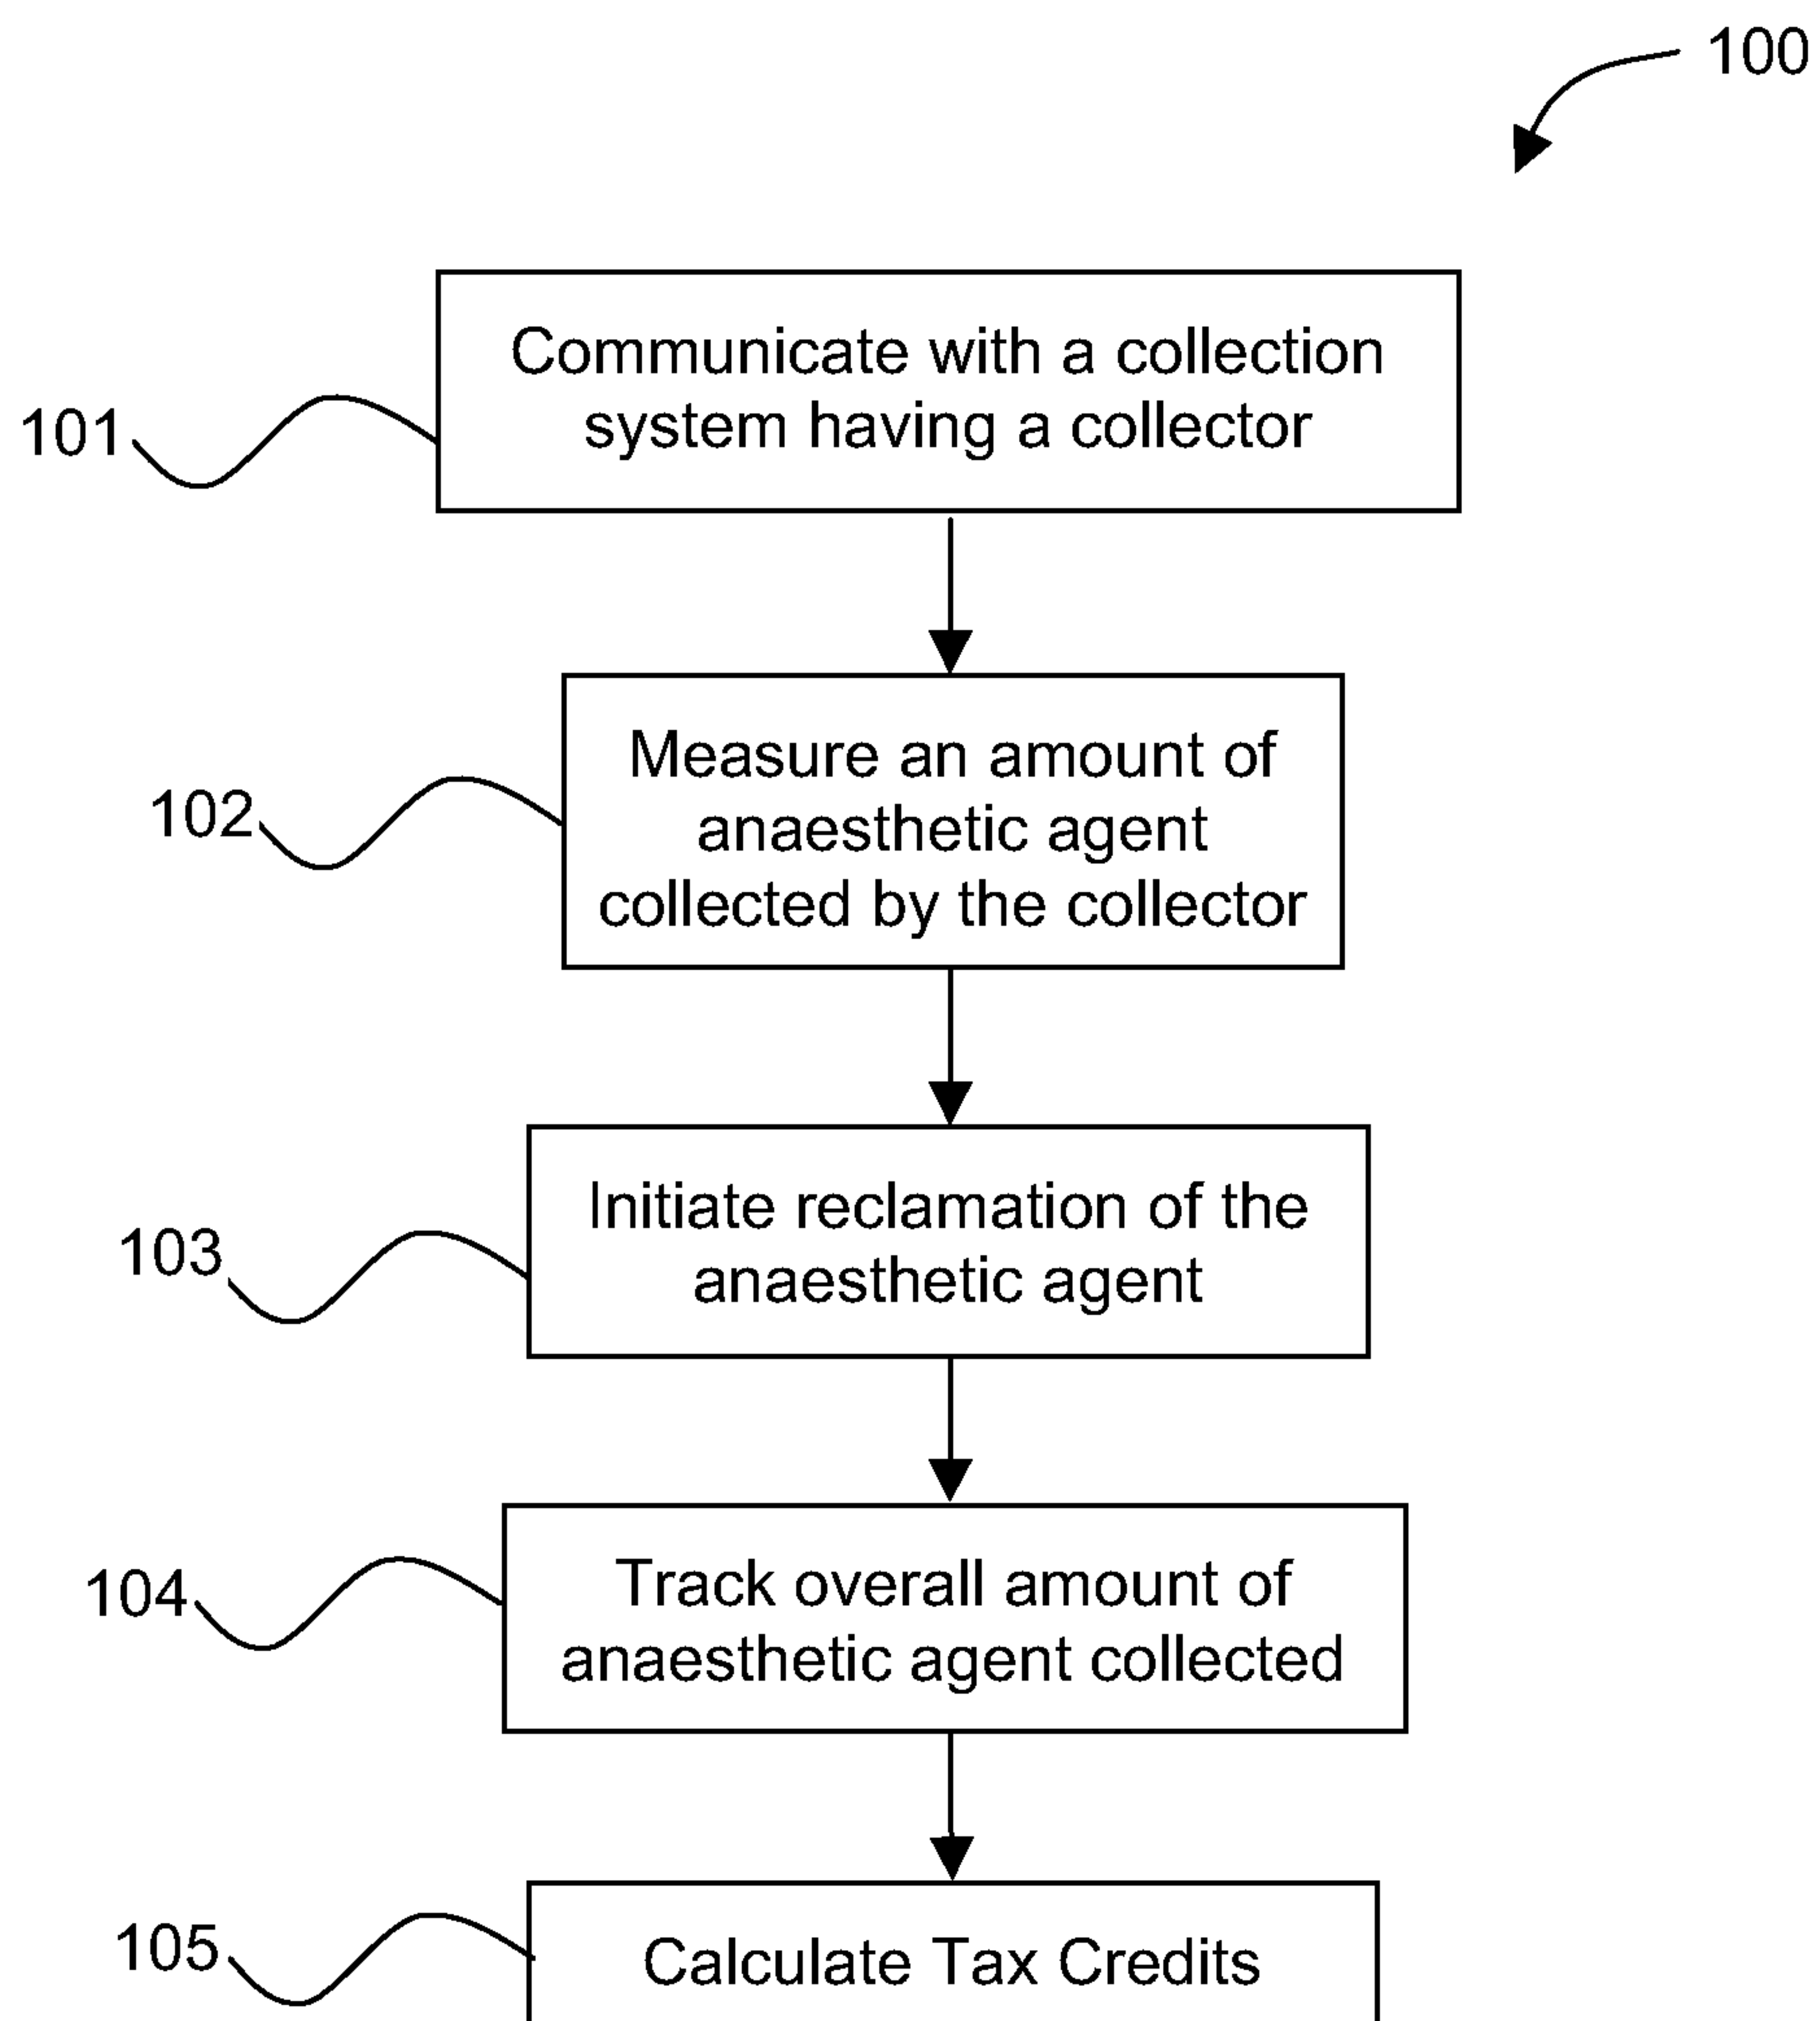 100
101
Communicate with a collection
system having a collector
102
Measure an amount of
anaesthetic agent
collected by the collector
103
Initiate reclamation of the
anaesthetic agent
104
Track overall amount of
anaesthetic agent collected
105
Calculate Tax Credits